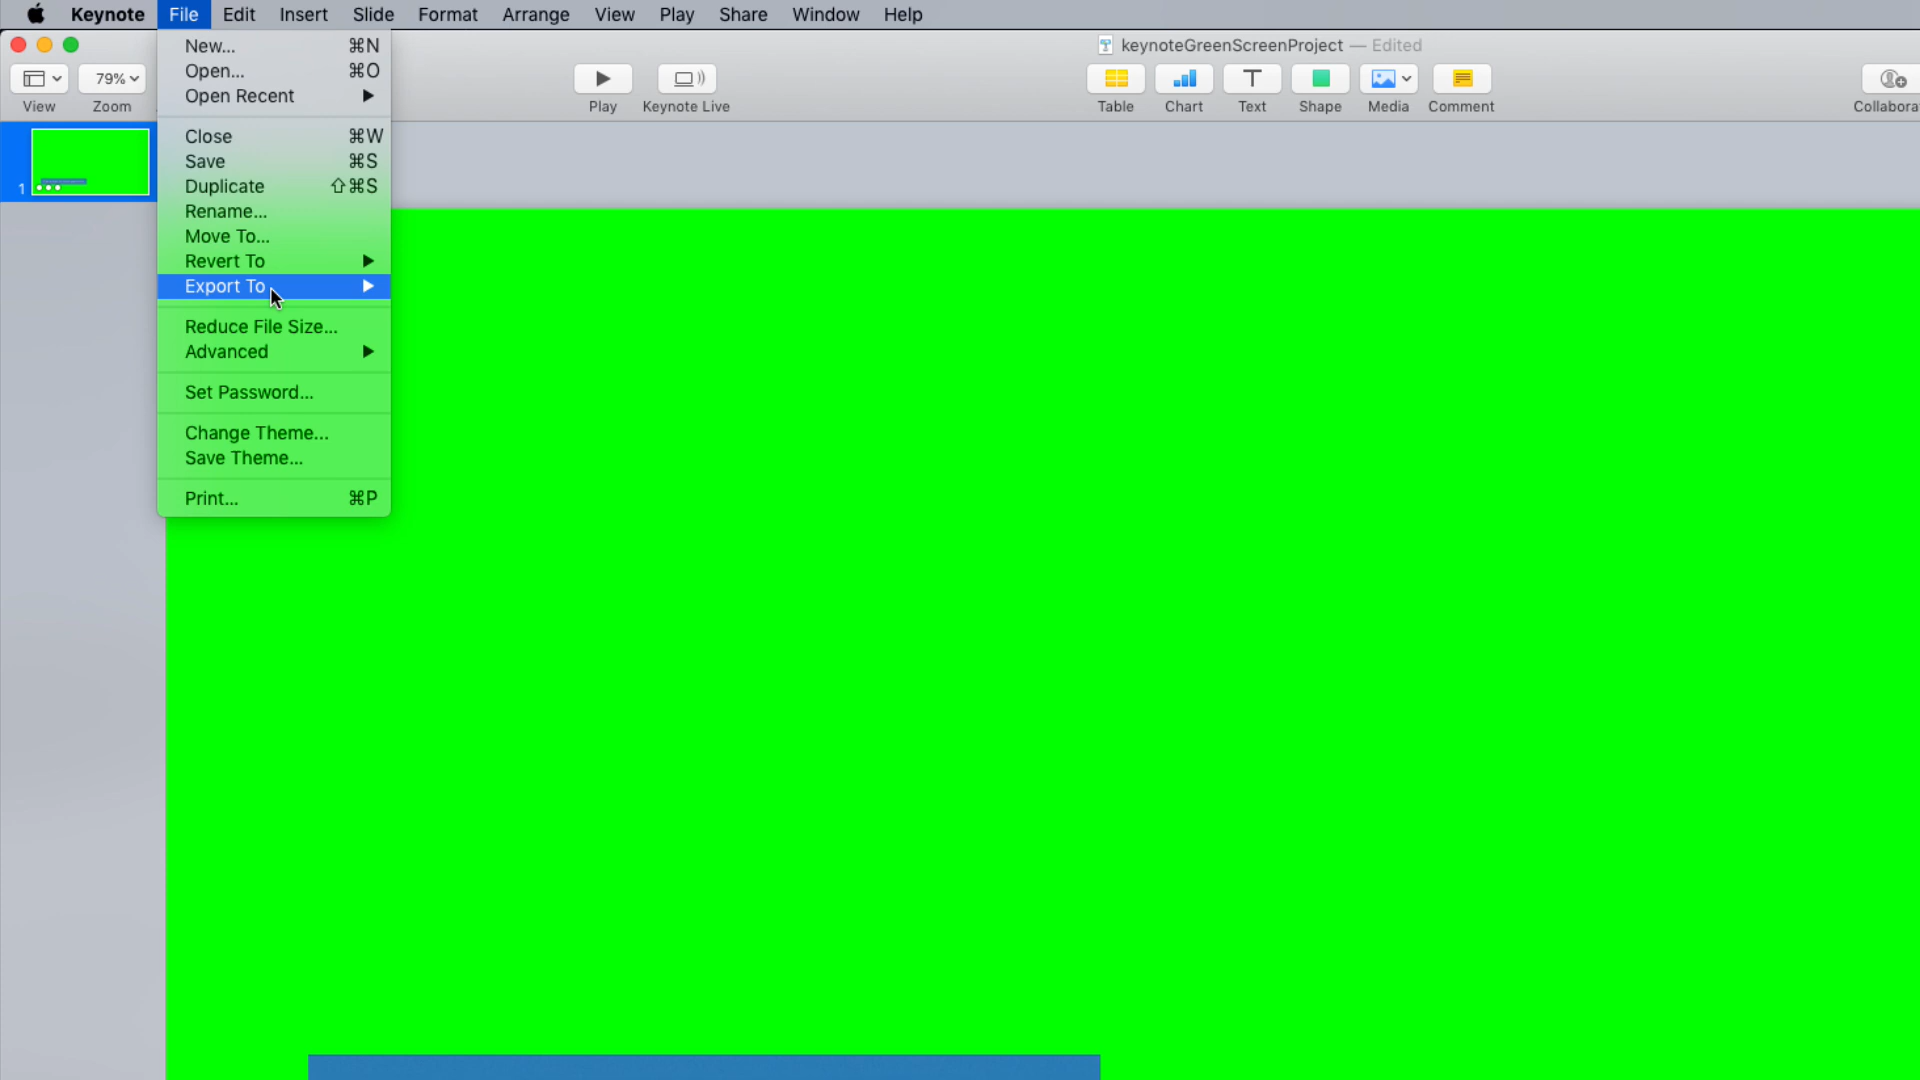 Keynote File Edit Insert Slide Format Arrange View Play Share Window Help
keynoteGreenScreenProject — Edited
79%
View Zoom Play Keynote Live Table Chart Text Shape Media Comment Collabora
New... ⌘N
Open... ⌘O
Open Recent
Close ⌘W
Save ⌘S
Duplicate ⇧⌘S
Rename...
Move To...
Revert To
Export To
Reduce File Size...
Advanced
Set Password...
Change Theme...
Save Theme...
Print... ⌘P
1